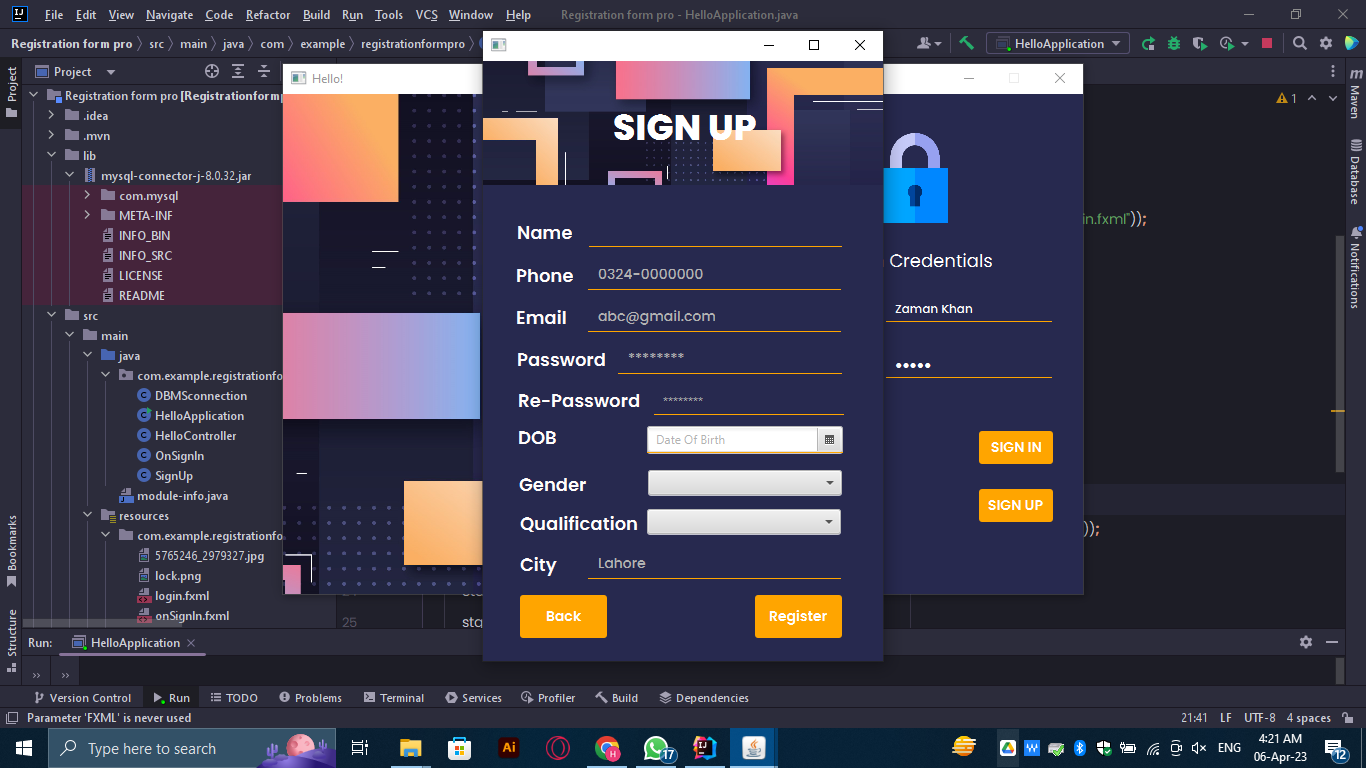 File Edit View Navigate Code Refactor Build Run Tools VCS Window Help Registration form pro - HelloApplication.java
Registration form pro src main java com example registrationformpro HelloApplication
Project
Registration form pro [Registrationform
.idea
.mvn
lib
mysql-connector-j-8.0.32.jar
com.mysql
META-INF
INFO_BIN
INFO_SRC
LICENSE
README
src
main
java
com.example.registrationfo
DBMSconnection
HelloApplication
HelloController
OnSignIn
SignUp
module-info.java
resources
com.example.registrationfo
5765246_2979327.jpg
lock.png
login.fxml
onSignIn.fxml
Project
Bookmarks
Structure
Hello!
SIGN UP
Name
Phone 0324-0000000
Email abc@gmail.com
Password ********
Re-Password ********
DOB Date Of Birth
Gender
Qualification
City Lahore
Back Register
Credentials
Zaman Khan
•••••
SIGN IN
SIGN UP
1
in.fxml"));
));
25 sta
m Maven
Database
Notifications
Run: HelloApplication
Version Control Run TODO Problems Terminal Services Profiler Build Dependencies
Parameter 'FXML' is never used 21:41 LF UTF-8 4 spaces
Type here to search Ai 17 W ENG 4:21 AM
06-Apr-23 12